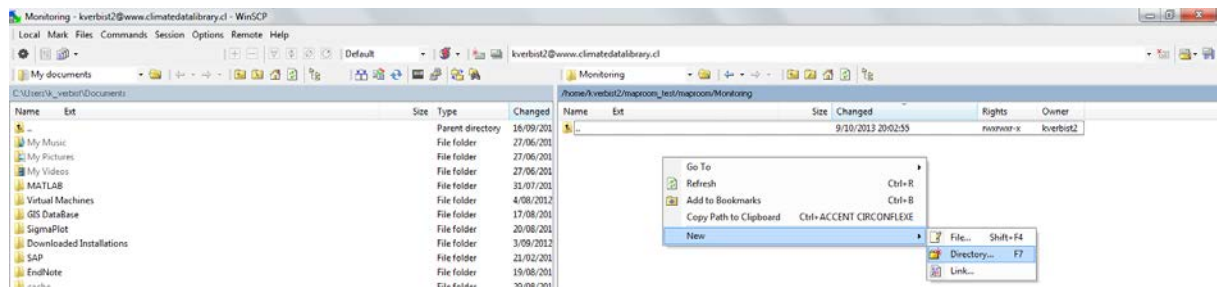 Monitoring - kverbist2@www.climatedatalibrary.cl - WinSCP
Local Mark Files Commands Session Options Remote Help
Default
kverbist2@www.climatedatalibrary.cl
My documents
Monitoring
C:\Users\k_verbist\Documents
/home/kverbist2/maproom_test/maproom/Monitoring
Name Ext Size Type Changed
Name Ext Size Changed Rights Owner
.. Parent directory 16/09/201
.. 9/10/2013 20:02:55 rwxrwxr-x kverbist2
My Music File folder 27/06/201
My Pictures File folder 27/06/201
My Videos File folder 27/06/201
MATLAB File folder 31/07/201
Virtual Machines File folder 4/08/2012
GIS DataBase File folder 17/08/201
SigmaPlot File folder 20/08/201
Downloaded Installations File folder 3/09/2012
SAP File folder 21/02/201
EndNote File folder 19/08/201
cache File folder 29/08/201
Go To
Refresh Ctrl+R
Add to Bookmarks Ctrl+B
Copy Path to Clipboard Ctrl+ACCENT CIRCONFLEXE
New
File... Shift+F4
Directory... F7
Link...